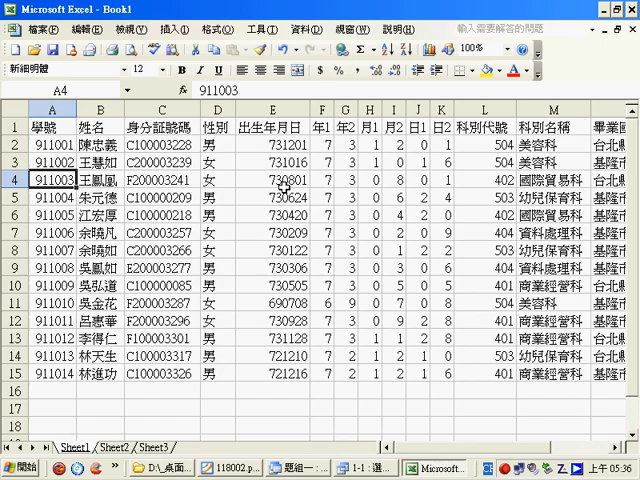 Microsoft Excel - Book1
檔案(F) 編輯(E) 檢視(V) 插入(I) 格式(O) 工具(T) 資料(D) 視窗(W) 說明(H) 輸入需要解答的問題
100%
新細明體 12 B I U
A4 911003
A B C D E F G H I J K L M
1 學號 姓名 身分証號碼 性別 出生年月日 年1 年2 月1 月2 日1 日2 科別代號 科別名稱 畢業國
2 911001 陳忠義 C100003228 男 731201 7 3 1 2 0 1 504 美容科 台北縣
3 911002 王慧如 C200003239 女 731016 7 3 1 0 1 6 504 美容科 基隆市
4 911003 王鳳凰 F200003241 女 730801 7 3 0 8 0 1 402 國際貿易科 台北縣
5 911004 朱元德 C100000209 男 730624 7 3 0 6 2 4 503 幼兒保育科 基隆市
6 911005 江宏厚 C100000218 男 730420 7 3 0 4 2 0 402 國際貿易科 基隆市
7 911006 余曉凡 C200003257 女 730209 7 3 0 2 0 9 404 資料處理科 基隆市
8 911007 余曉如 C200003266 女 730122 7 3 0 1 2 2 503 幼兒保育科 基隆市
9 911008 吳鳳如 E200003277 男 730306 7 3 0 3 0 6 404 資料處理科 基隆市
10 911009 吳弘道 C100000085 男 730505 7 3 0 5 0 5 401 商業經營科 基隆市
11 911010 吳金花 F200003287 女 690708 6 9 0 7 0 8 504 美容科 基隆市
12 911011 呂惠華 F200003296 女 730928 7 3 0 9 2 8 401 商業經營科 基隆市
13 911012 李得仁 F100003301 男 731128 7 3 1 1 2 8 401 商業經營科 台北縣
14 911013 林天生 C100003317 男 721210 7 2 1 2 1 0 503 幼兒保育科 台北縣
15 911014 林進功 C100003326 男 721216 7 2 1 2 1 6 401 商業經營科 基隆市
16
17
18
Sheet1 Sheet2 Sheet3
開始 D:\_桌面... 118002.p... 題組一 : ... 1-1 : 選... Microsof... 上午 05:36